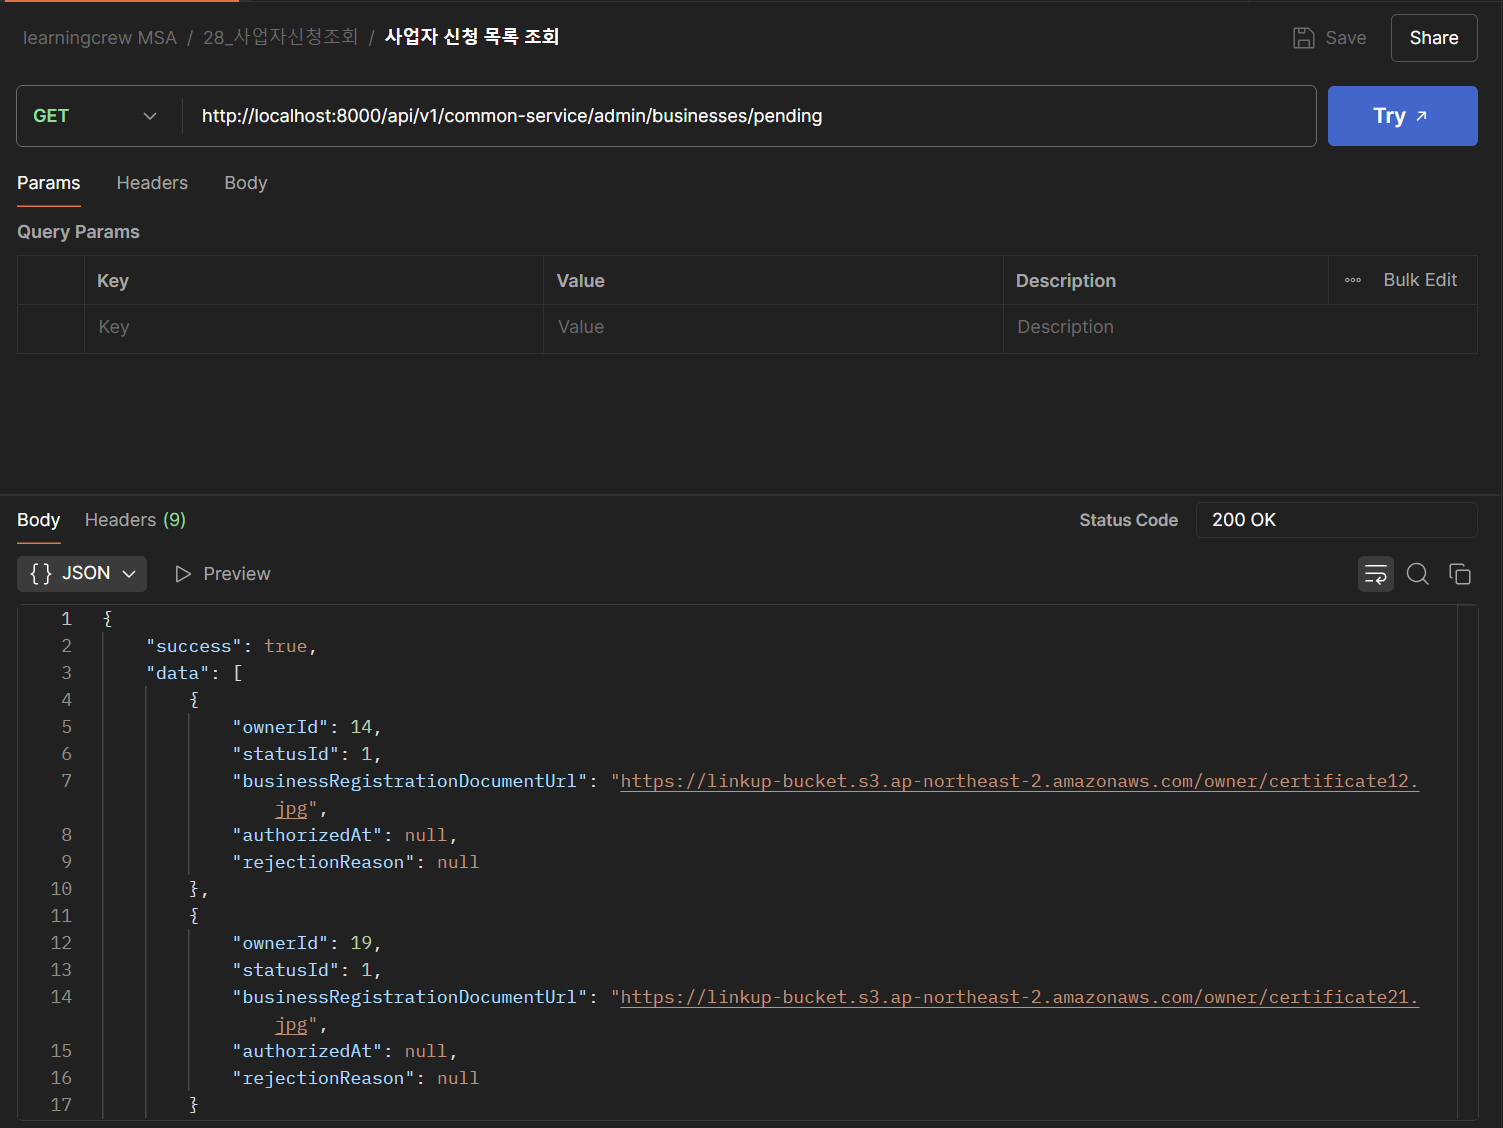 learningcrew MSA / 28_사업자신청조회 / 사업자 신청 목록 조회 Save Share
GET http://localhost:8000/api/v1/common-service/admin/businesses/pending Try
Params Headers Body
Query Params
Key Value Description Bulk Edit
Key Value Description
Body Headers (9) Status Code 200 OK
{} JSON Preview
1 {
2 "success": true,
3 "data": [
4 {
5 "ownerId": 14,
6 "statusId": 1,
7 "businessRegistrationDocumentUrl": "https://linkup-bucket.s3.ap-northeast-2.amazonaws.com/owner/certificate12.
jpg",
8 "authorizedAt": null,
9 "rejectionReason": null
10 },
11 {
12 "ownerId": 19,
13 "statusId": 1,
14 "businessRegistrationDocumentUrl": "https://linkup-bucket.s3.ap-northeast-2.amazonaws.com/owner/certificate21.
jpg",
15 "authorizedAt": null,
16 "rejectionReason": null
17 }